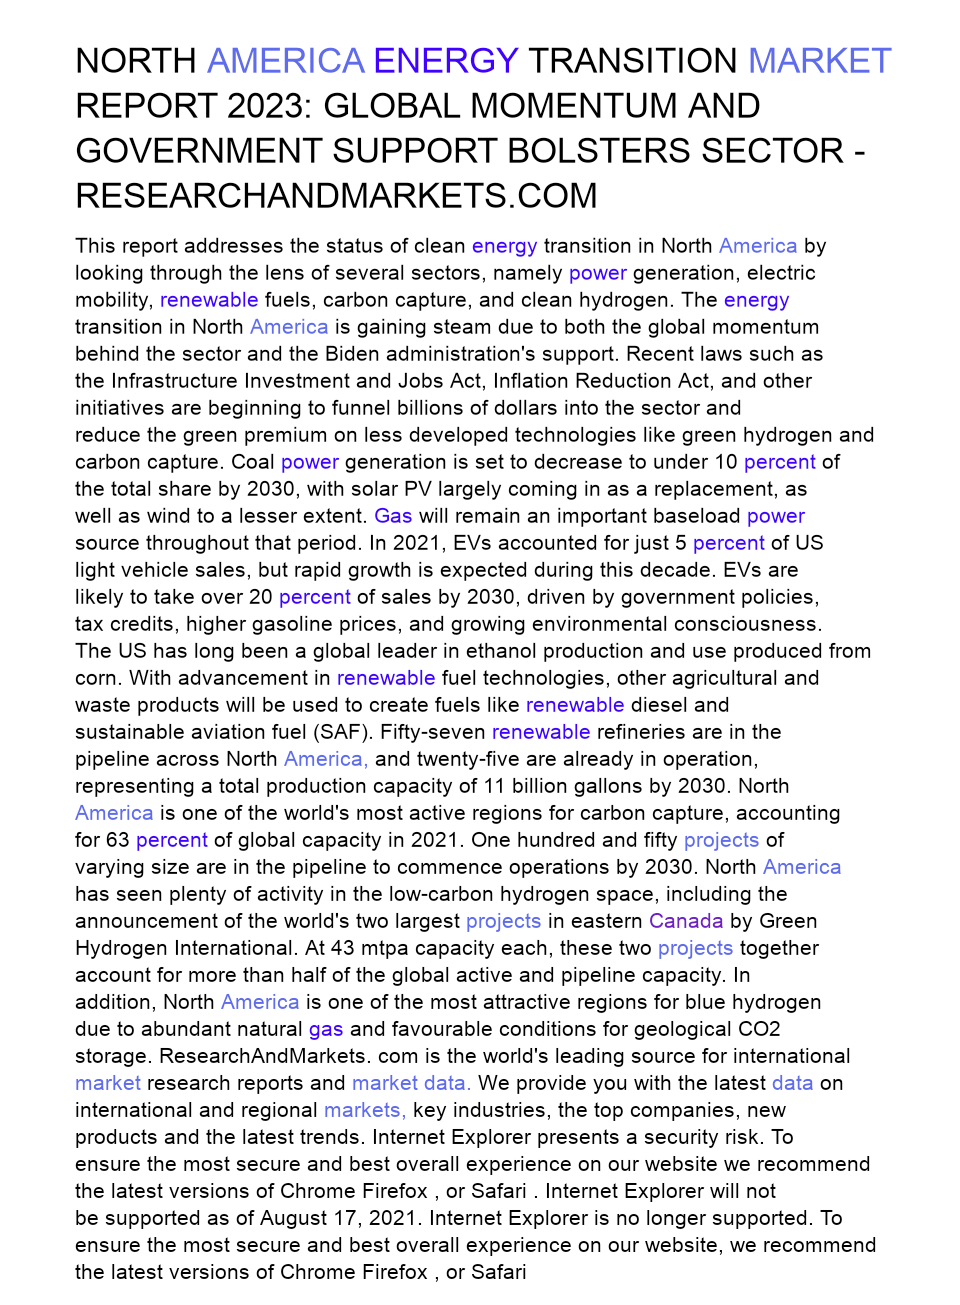 NORTH AMERICA ENERGY TRANSITION MARKET
REPORT 2023: GLOBAL MOMENTUM AND
GOVERNMENT SUPPORT BOLSTERS SECTOR -
RESEARCHANDMARKETS.COM
This report addresses the status of clean energy transition in North America by
looking through the lens of several sectors, namely power generation, electric
mobility, renewable fuels, carbon capture, and clean hydrogen. The energy
transition in North America is gaining steam due to both the global momentum
behind the sector and the Biden administration's support. Recent laws such as
the Infrastructure Investment and Jobs Act, Inflation Reduction Act, and other
initiatives are beginning to funnel billions of dollars into the sector and
reduce the green premium on less developed technologies like green hydrogen and
carbon capture. Coal power generation is set to decrease to under 10 percent of
the total share by 2030, with solar PV largely coming in as a replacement, as
well as wind to a lesser extent. Gas will remain an important baseload power
source throughout that period. In 2021, EVs accounted for just 5 percent of US
light vehicle sales, but rapid growth is expected during this decade. EVs are
likely to take over 20 percent of sales by 2030, driven by government policies,
tax credits, higher gasoline prices, and growing environmental consciousness.
The US has long been a global leader in ethanol production and use produced from
corn. With advancement in renewable fuel technologies, other agricultural and
waste products will be used to create fuels like renewable diesel and
sustainable aviation fuel (SAF). Fifty-seven renewable refineries are in the
pipeline across North America, and twenty-five are already in operation,
representing a total production capacity of 11 billion gallons by 2030. North
America is one of the world's most active regions for carbon capture, accounting
for 63 percent of global capacity in 2021. One hundred and fifty projects of
varying size are in the pipeline to commence operations by 2030. North America
has seen plenty of activity in the low-carbon hydrogen space, including the
announcement of the world's two largest projects in eastern Canada by Green
Hydrogen International. At 43 mtpa capacity each, these two projects together
account for more than half of the global active and pipeline capacity. In
addition, North America is one of the most attractive regions for blue hydrogen
due to abundant natural gas and favourable conditions for geological CO2
storage. ResearchAndMarkets. com is the world's leading source for international
market research reports and market data. We provide you with the latest data on
international and regional markets, key industries, the top companies, new
products and the latest trends. Internet Explorer presents a security risk. To
ensure the most secure and best overall experience on our website we recommend
the latest versions of Chrome Firefox , or Safari . Internet Explorer will not
be supported as of August 17, 2021. Internet Explorer is no longer supported. To
ensure the most secure and best overall experience on our website, we recommend
the latest versions of Chrome Firefox , or Safari